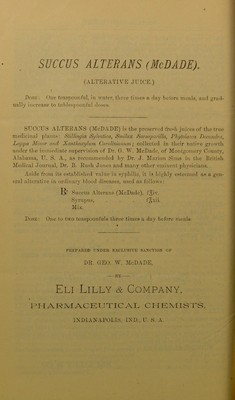 SUCCUS ALTERANS (McDADE).
(ALTERATIVE JUICE.)
Dose: One teaspoonful, in water, three times a day before meals, and grad-
ually increase to tablespoonful doses.
SUCCUS ALTERANS (McDADE) is the preserved fresh juices of the true
medicinal plants: Stillingia Sylvatica, Smilax Sarsaparilla, Phytolacca Decandra,
Lappa Minor and Xanthoxylum Carolinianum; collected in their native growth
under the immediate supervision of Dr. G. W. McDade, of Montgomery County,
Alabama, U. S. A., as recommended by Dr. J. Marion Sims in the British
Medical Journal, Dr. B. Rush Jones and many other eminent physicians.
Aside from its established value in syphilis, it is highly esteemed as a gen-
eral alterative in ordinary blood diseases, used as follows:
℞ Succus Alterans (McDade),
Syrupus,
Mix.
Dose: One to two teaspoonfuls three times a day before meals.
PREPARED UNDER EXCLUSIVE SANCTION OF
DR. GEO. W. McDADE,
— BY —
ELI LILLY & COMPANY,
PHARMACEUTICAL CHEMISTS,
INDIANAPOLIS, IND., U. S. A.